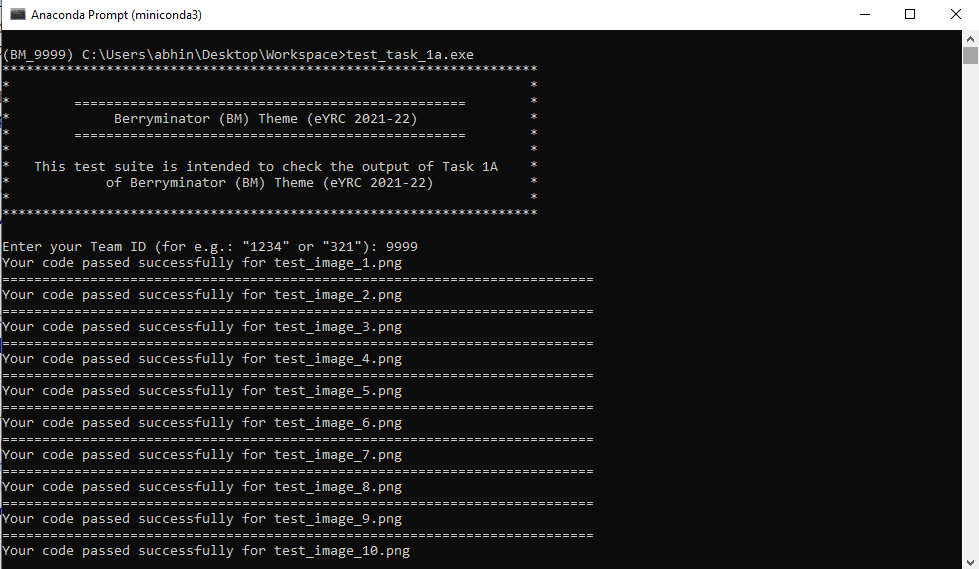 Anaconda Prompt (miniconda3)
(BM_9999) C:\Users\abhin\Desktop\Workspace>test_task_1a.exe
*******************************************************************
*                                                                 *
*        =================================================        *
*             Berryminator (BM) Theme (eYRC 2021-22)              *
*        =================================================        *
*                                                                 *
*   This test suite is intended to check the output of Task 1A    *
*            of Berryminator (BM) Theme (eYRC 2021-22)            *
*                                                                 *
*******************************************************************
Enter your Team ID (for e.g.: "1234" or "321"): 9999
Your code passed successfully for test_image_1.png
==========================================================================
Your code passed successfully for test_image_2.png
==========================================================================
Your code passed successfully for test_image_3.png
==========================================================================
Your code passed successfully for test_image_4.png
==========================================================================
Your code passed successfully for test_image_5.png
==========================================================================
Your code passed successfully for test_image_6.png
==========================================================================
Your code passed successfully for test_image_7.png
==========================================================================
Your code passed successfully for test_image_8.png
==========================================================================
Your code passed successfully for test_image_9.png
==========================================================================
Your code passed successfully for test_image_10.png